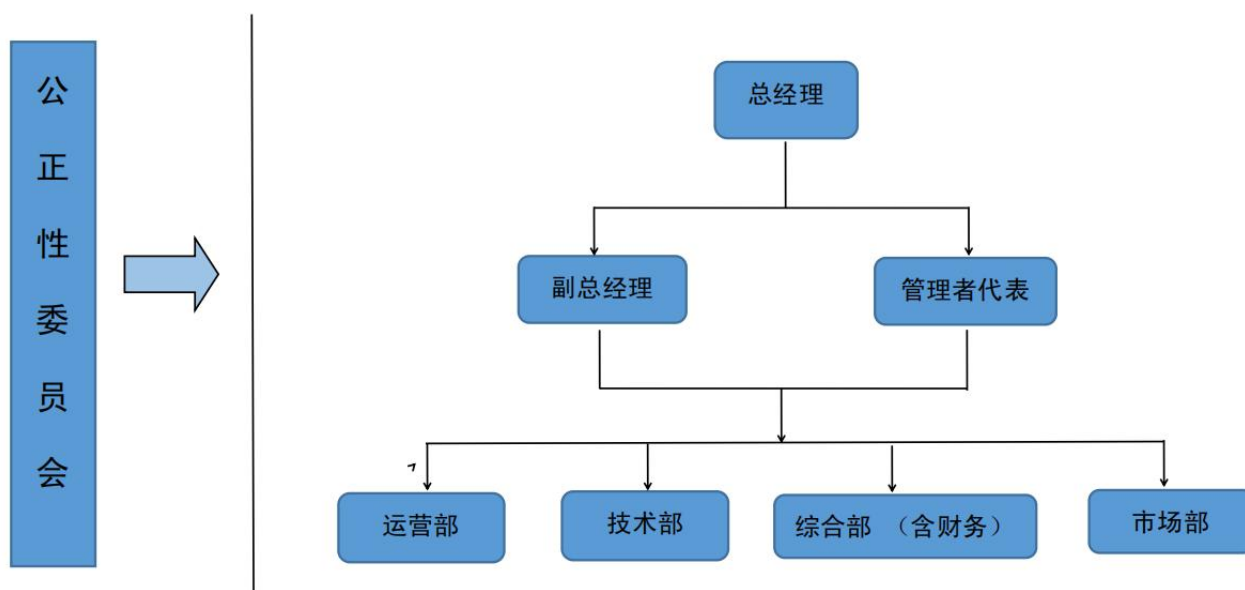 公正性委员会
总经理
副总经理
管理者代表
运营部
技术部
综合部 （含财务）
市场部